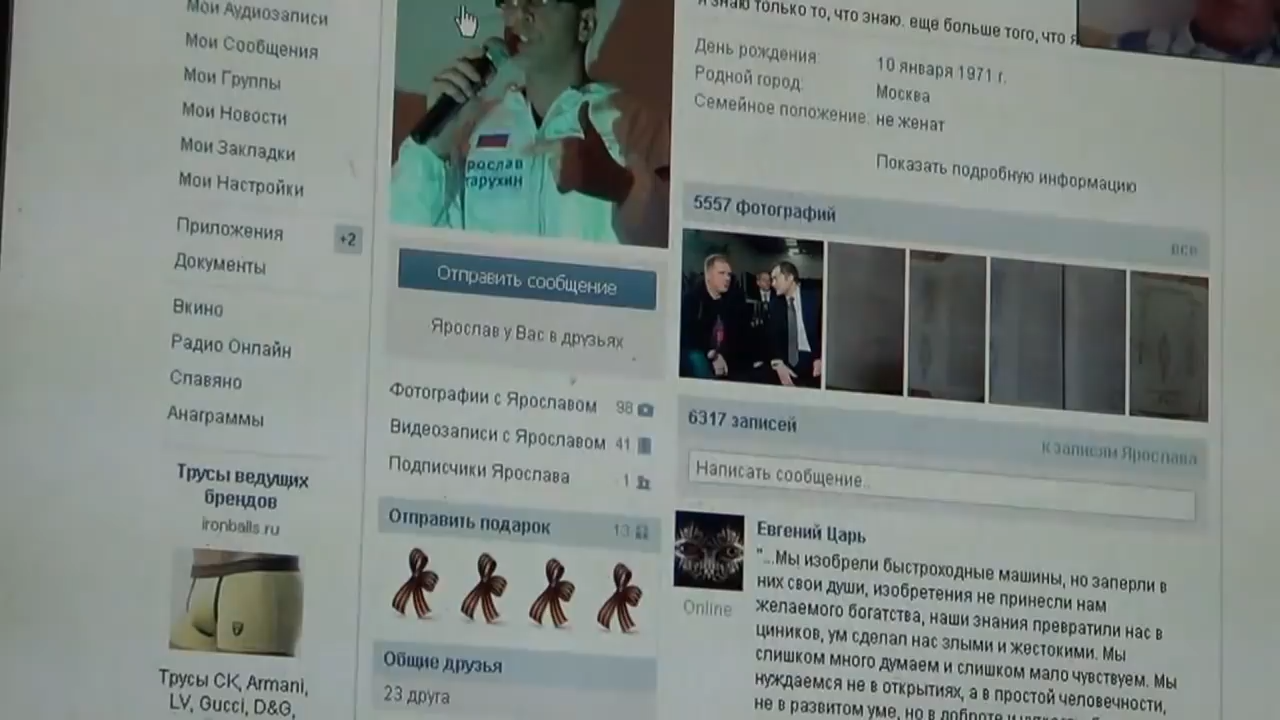 Мои Аудиозаписи
Мои Сообщения
Мои Группы
Мои Новости
Мои Закладки
Мои Настройки
Приложения +2
Документы
Вкино
Радио Онлайн
Славяно
Анаграммы
Трусы ведущих
брендов
ironballs.ru
Трусы CK, Armani,
LV, Gucci, D&G,
рослав
арухин
Отправить сообщение
Ярослав у Вас в друзьях
Фотографии с Ярославом 98
Видеозаписи с Ярославом 41
Подписчики Ярослава 1
Отправить подарок 13
Общие друзья
23 друга
я знаю только то, что знаю. еще больше того, что я
День рождения: 10 января 1971 г.
Родной город: Москва
Семейное положение: не женат
Показать подробную информацию
5557 фотографий
все
6317 записей
к записям Ярослава
Написать сообщение..
Евгений Царь
"...Мы изобрели быстроходные машины, но заперли в
них свои души, изобретения не принесли нам
желаемого богатства, наши знания превратили нас в
циников, ум сделал нас злыми и жестокими. Мы
слишком много думаем и слишком мало чувствуем. Мы
нуждаемся не в открытиях, а в простой человечности,
не в развитом уме, но в доброте и
Online